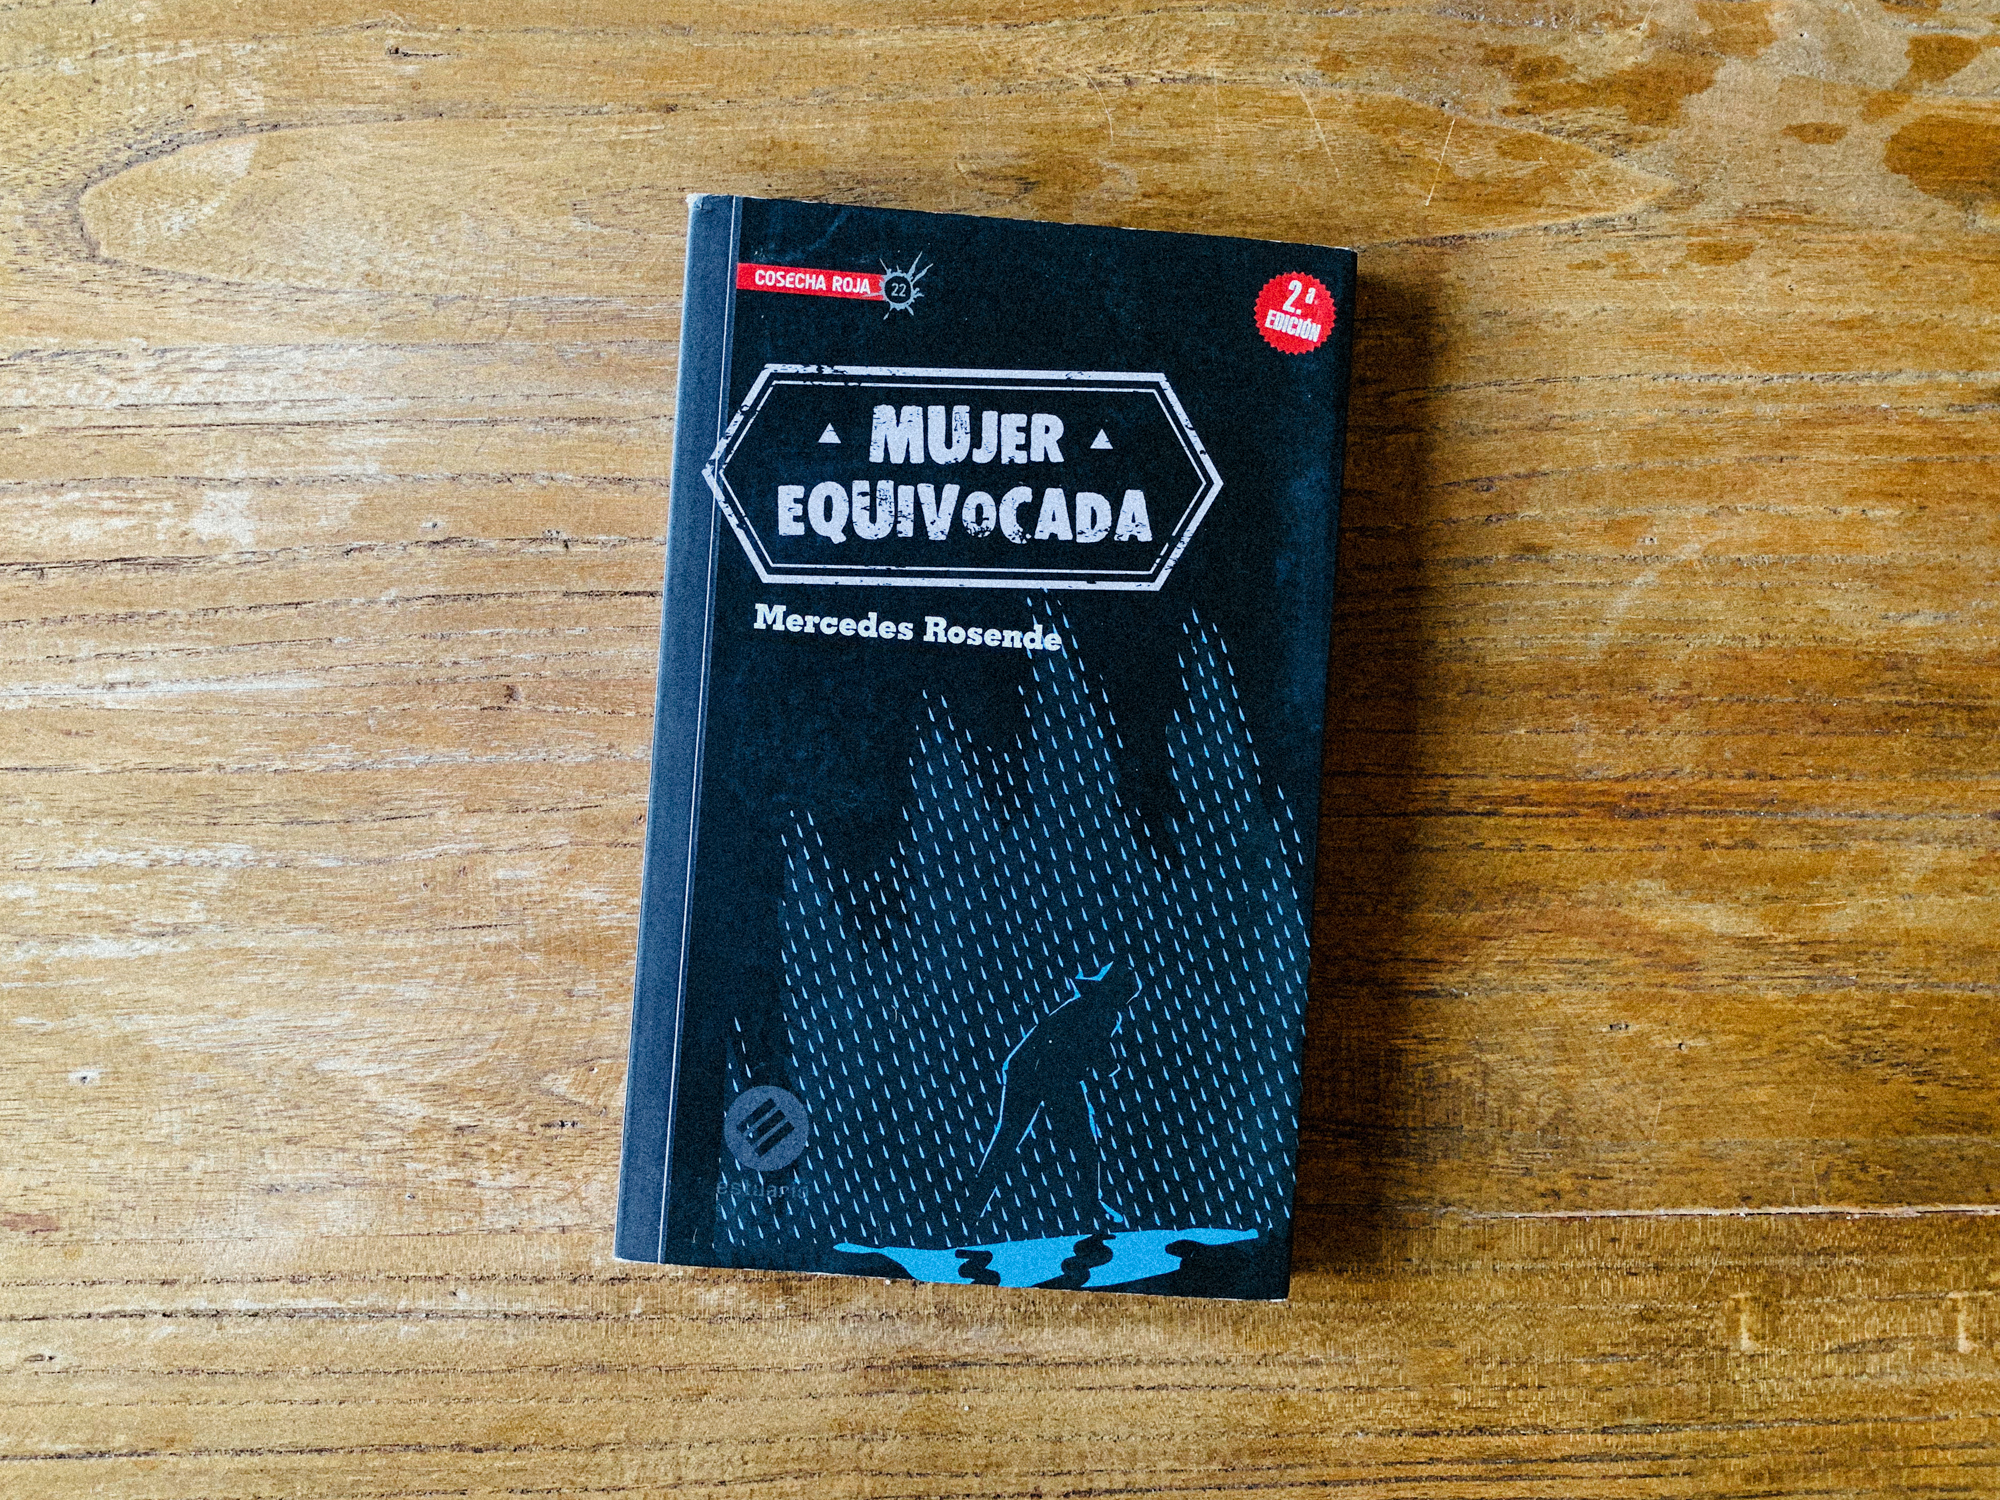 COSECHA ROJA 22
2.ª
EDICIÓN
MUJER
EQUIVOCADA
Mercedes Rosende
estuario